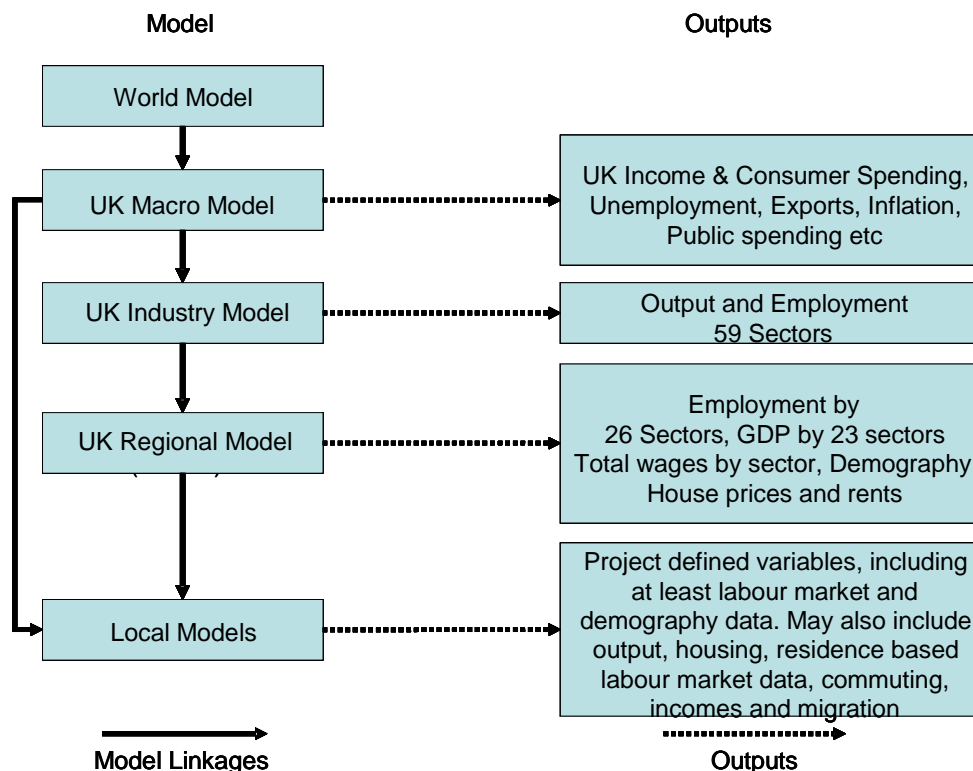 Model
Outputs
World Model
UK Macro Model
UK Income & Consumer Spending,
Unemployment, Exports, Inflation,
Public spending etc
UK Industry Model
Output and Employment
59 Sectors
UK Regional Model
Employment by
26 Sectors, GDP by 23 sectors
Total wages by sector, Demography
House prices and rents
Local Models
Project defined variables, including
at least labour market and
demography data. May also include
output, housing, residence based
labour market data, commuting,
incomes and migration
Model Linkages
Outputs